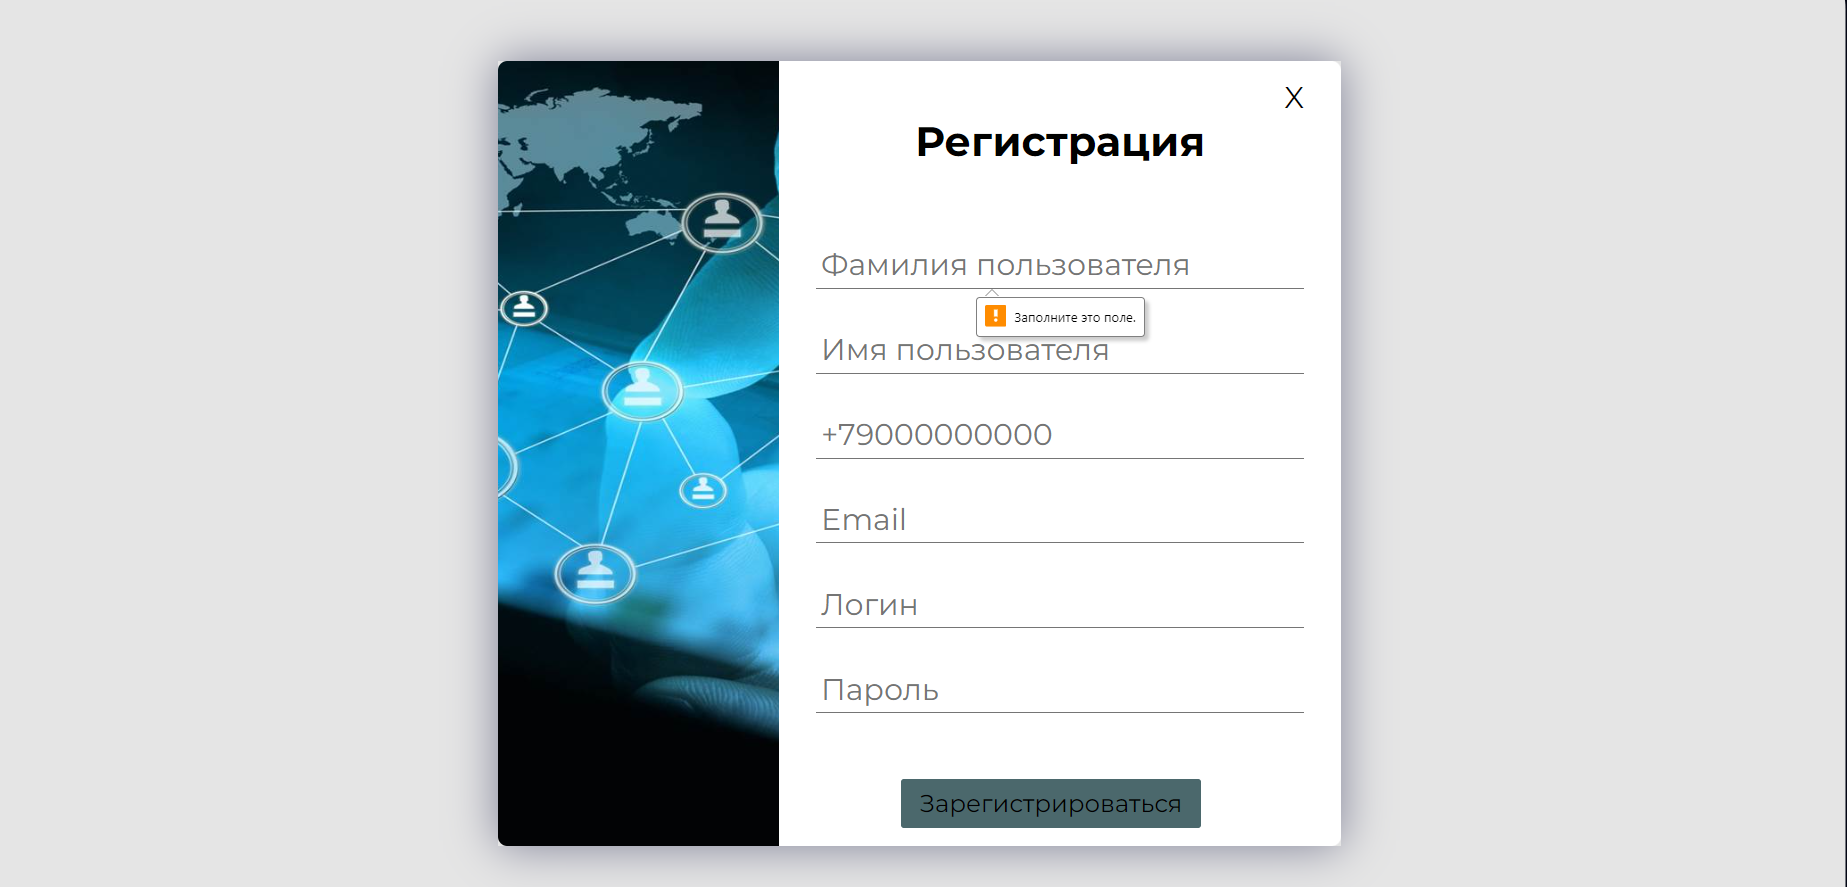 X
Регистрация
Фамилия пользователя
Заполните это поле.
Имя пользователя
+79000000000
Email
Логин
Пароль
Зарегистрироваться